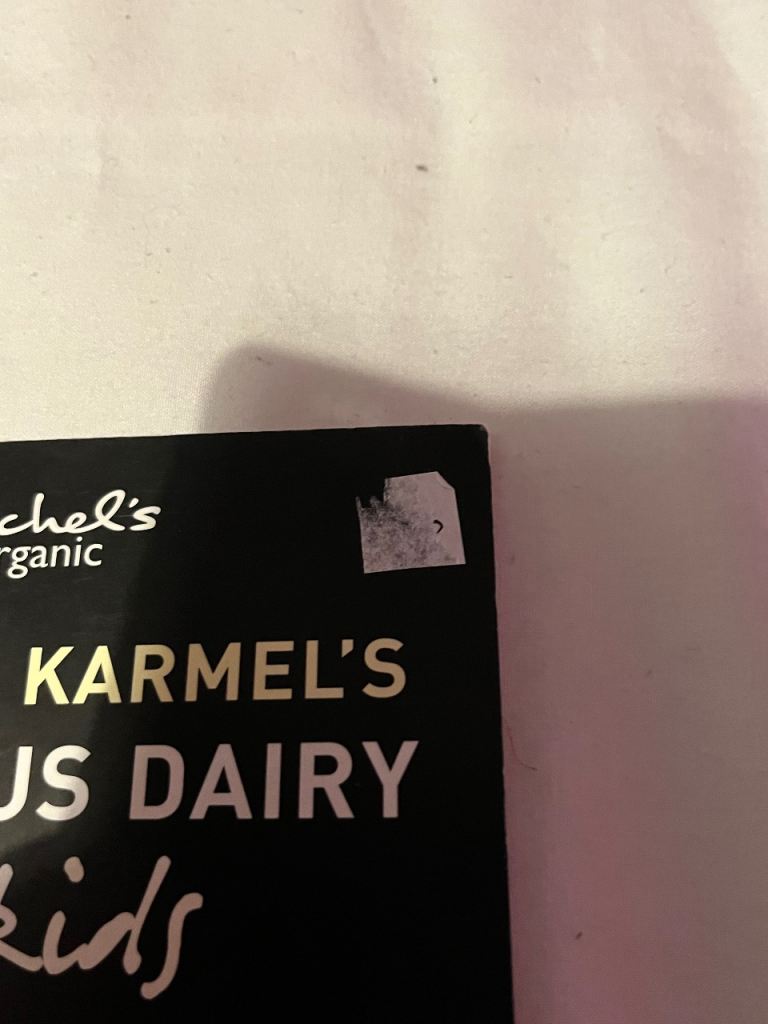 chel's
rganic
KARMEL'S
US DAIRY
kids